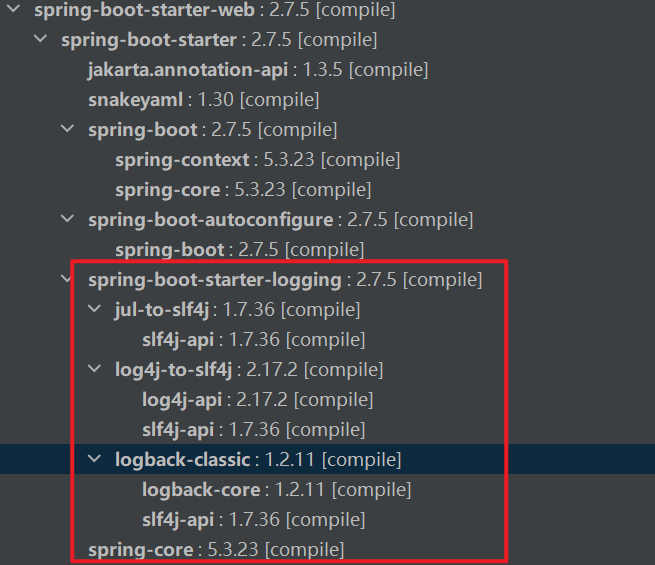 spring-boot-starter-web : 2.7.5 [compile]
spring-boot-starter : 2.7.5 [compile]
jakarta.annotation-api : 1.3.5 [compile]
snakeyaml : 1.30 [compile]
spring-boot : 2.7.5 [compile]
spring-context : 5.3.23 [compile]
spring-core : 5.3.23 [compile]
spring-boot-autoconfigure : 2.7.5 [compile]
spring-boot : 2.7.5 [compile]
spring-boot-starter-logging : 2.7.5 [compile]
jul-to-slf4j : 1.7.36 [compile]
slf4j-api : 1.7.36 [compile]
log4j-to-slf4j : 2.17.2 [compile]
log4j-api : 2.17.2 [compile]
slf4j-api : 1.7.36 [compile]
logback-classic : 1.2.11 [compile]
logback-core : 1.2.11 [compile]
slf4j-api : 1.7.36 [compile]
spring-core : 5.3.23 [compile]